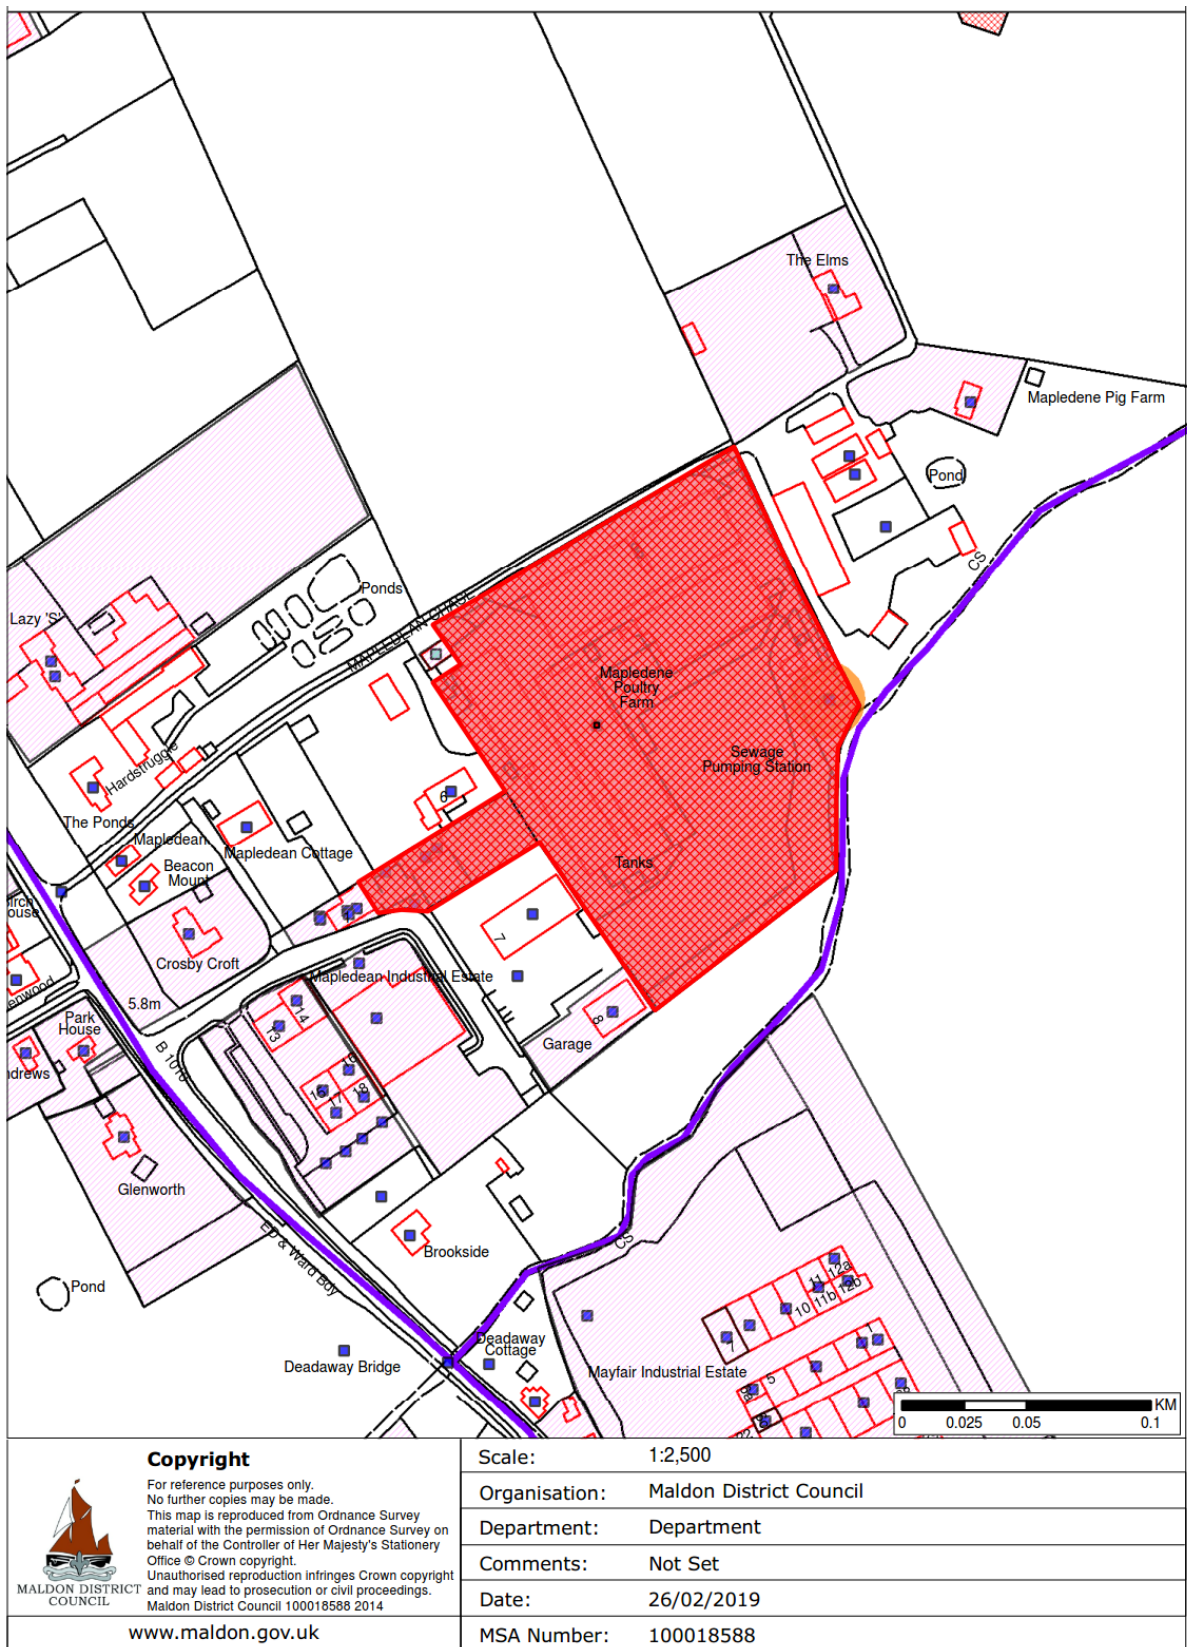 The Elms
Mapledene Pig Farm
Pond
CS
Ponds
MAPLEDEAN CHASE
Lazy 'S'
Mapledene
Poultry
Farm
Sewage
Pumping Station
Hardstruggle
6
The Ponds
Mapledean
Beacon
Mount
Mapledean Cottage
Tanks
1
7
Crosby Croft
Mapledean Industrial Estate
5.8m
14
13
8
Garage
Park
House
B 1010
16
17
18
Glenworth
ED & Ward Bdy
Brookside
CS
Pond
Deadaway Bridge
Deadaway
Cottage
7
10
11
11b
12a
12b
1
5
Mayfair Industrial Estate
KM
0 0.025 0.05 0.1
Copyright
For reference purposes only.
No further copies may be made.
This map is reproduced from Ordnance Survey
material with the permission of Ordnance Survey on
behalf of the Controller of Her Majesty's Stationery
Office © Crown copyright.
Unauthorised reproduction infringes Crown copyright
and may lead to prosecution or civil proceedings.
Maldon District Council 100018588 2014
MALDON DISTRICT
COUNCIL
www.maldon.gov.uk
Scale: 1:2,500
Organisation: Maldon District Council
Department: Department
Comments: Not Set
Date: 26/02/2019
MSA Number: 100018588